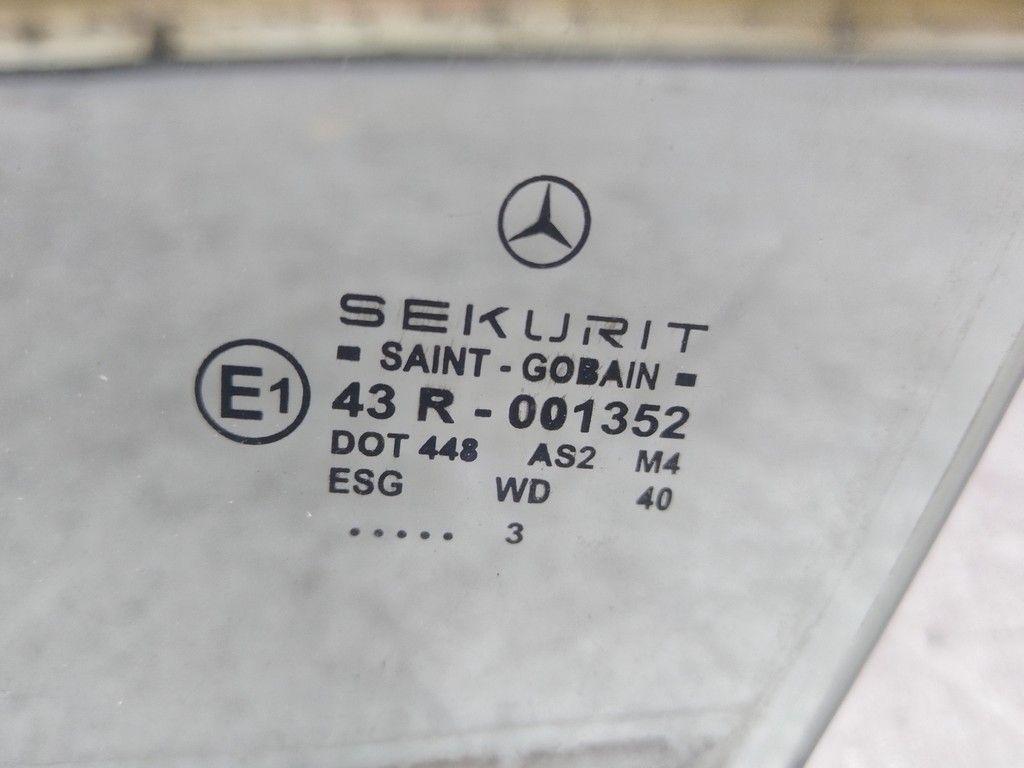 SEKURIT
- SAINT - GOBAIN -
E1
43 R - 001352
DOT 448 AS2 M4
ESG WD 40
..... 3